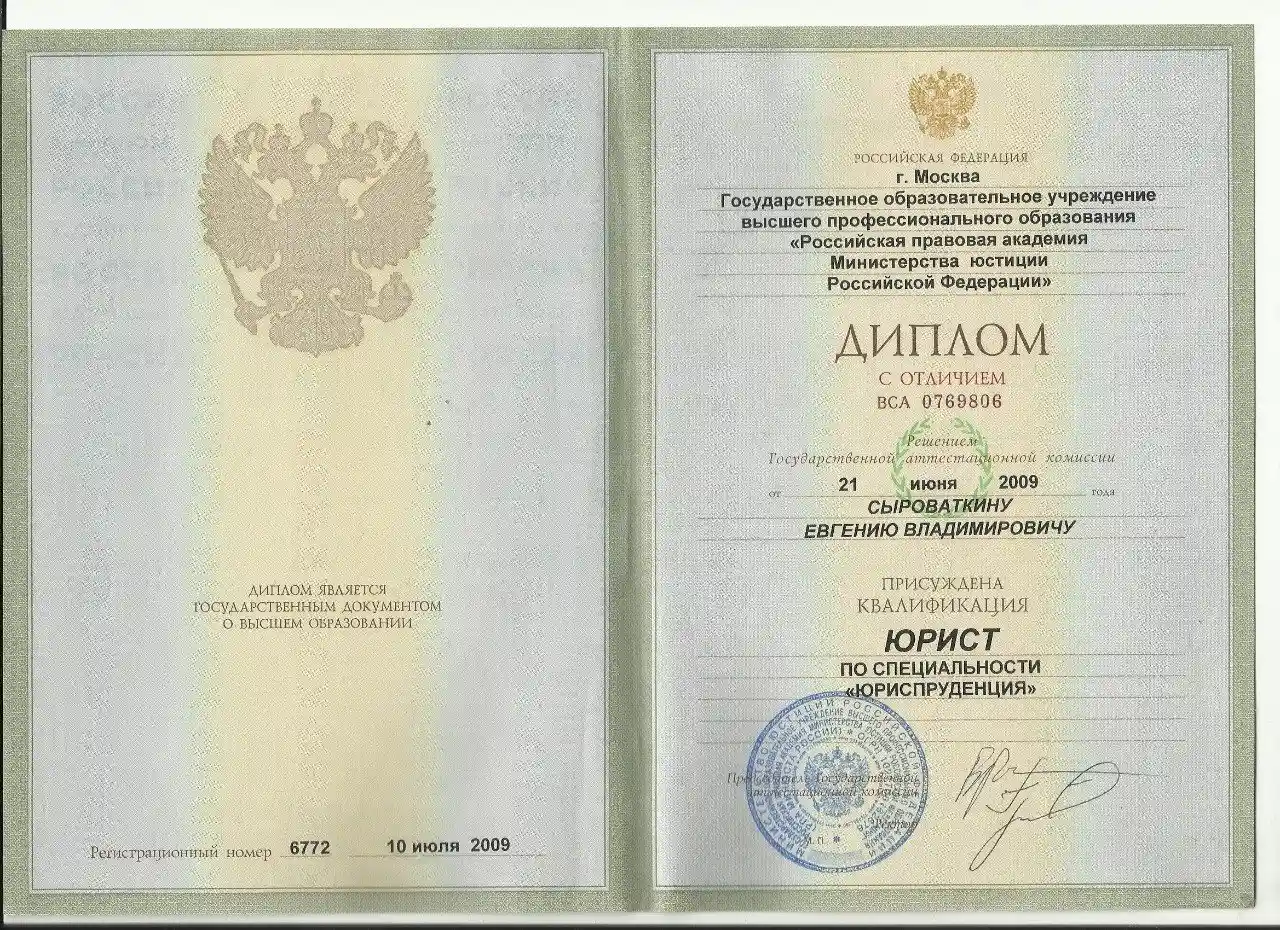 ДИПЛОМ ЯВЛЯЕТСЯ
ГОСУДАРСТВЕННЫМ ДОКУМЕНТОМ
О ВЫСШЕМ ОБРАЗОВАНИИ
Регистрационный номер 6772 10 июля 2009
РОССИЙСКАЯ ФЕДЕРАЦИЯ
г. Москва
Государственное образовательное учреждение
высшего профессионального образования
«Российская правовая академия
Министерства юстиции
Российской Федерации»
ДИПЛОМ
С ОТЛИЧИЕМ
ВСА 0769806
Решением
Государственной аттестационной комиссии
от 21 июня 2009 года
СЫРОВАТКИНУ
ЕВГЕНИЮ ВЛАДИМИРОВИЧУ
ПРИСУЖДЕНА
КВАЛИФИКАЦИЯ
ЮРИСТ
ПО СПЕЦИАЛЬНОСТИ
«ЮРИСПРУДЕНЦИЯ»
Председатель Государственной
аттестационной комиссии
Ректор
М.П.